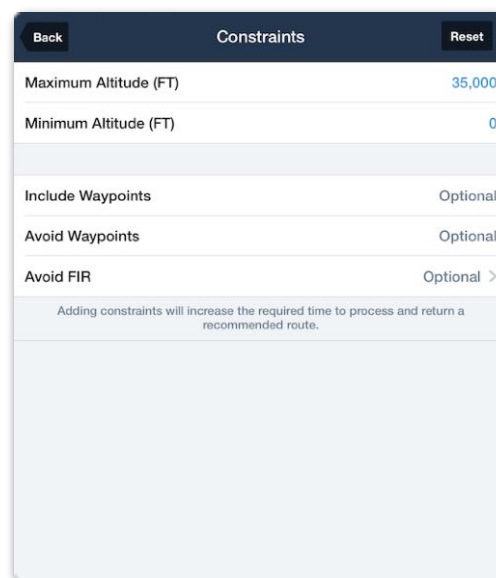 Back Constraints Reset
Maximum Altitude (FT) 35,000
Minimum Altitude (FT) 0
Include Waypoints Optional
Avoid Waypoints Optional
Avoid FIR Optional
Adding constraints will increase the required time to process and return a
recommended route.